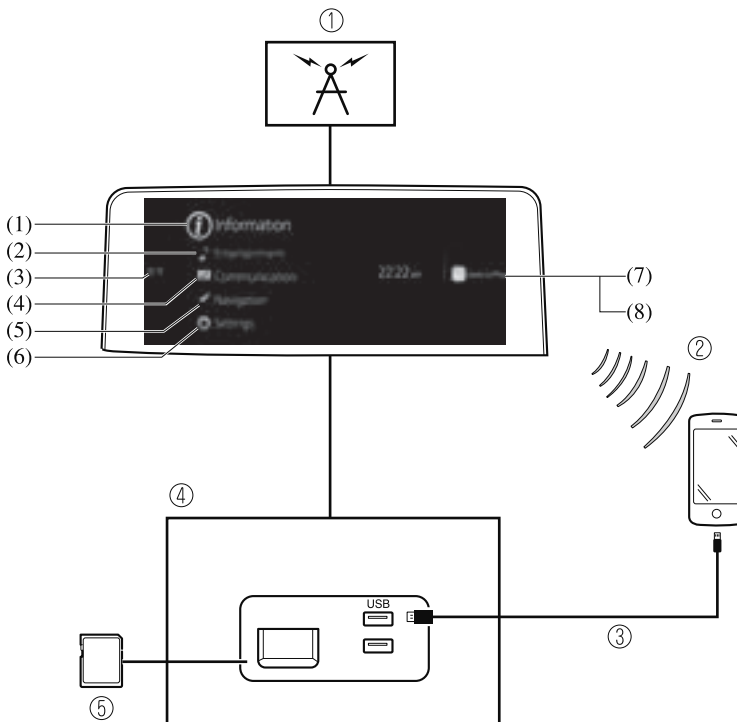 ①
(1)
Information
(2)
Entertainment
(3)
(4)
Communication
22:22
(7)
(5)
Navigation
(8)
(6)
Settings
②
④
USB
③
⑤